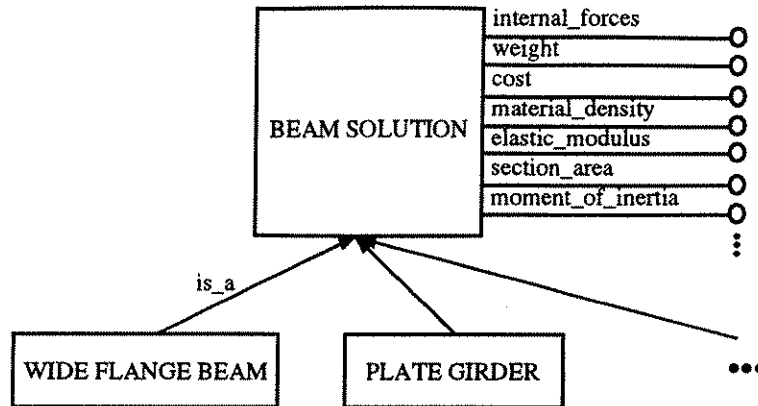 internal_forces
weight
cost
material_density
BEAM SOLUTION
elastic_modulus
section_area
moment_of_inertia
is_a
WIDE FLANGE BEAM
PLATE GIRDER